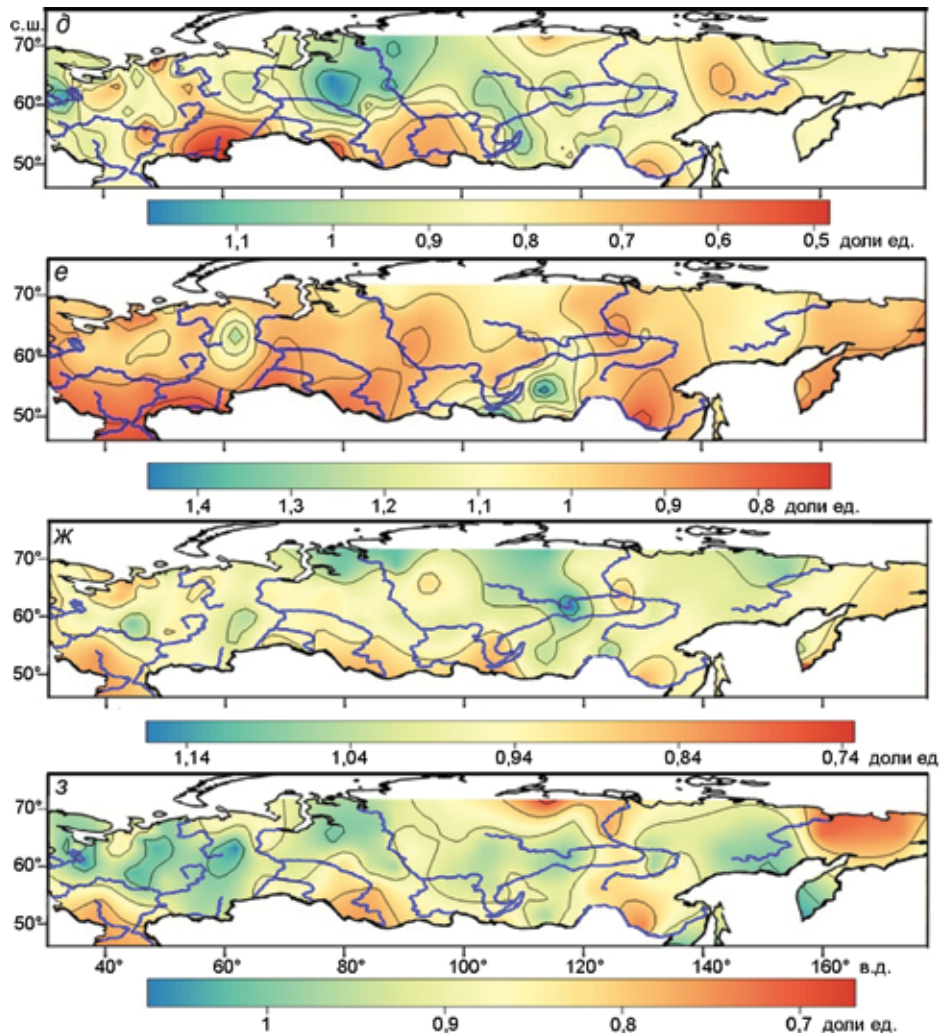 с.ш.
д
70°
60°
50°
1,1 1 0,9 0,8 0,7 0,6 0,5 доли ед.
е
70°
60°
50°
1,4 1,3 1,2 1,1 1 0,9 0,8 доли ед.
ж
70°
60°
50°
1,14 1,04 0,94 0,84 0,74 доли ед
з
70°
60°
50°
40° 60° 80° 100° 120° 140° 160° в.д.
1 0,9 0,8 0,7 доли ед.